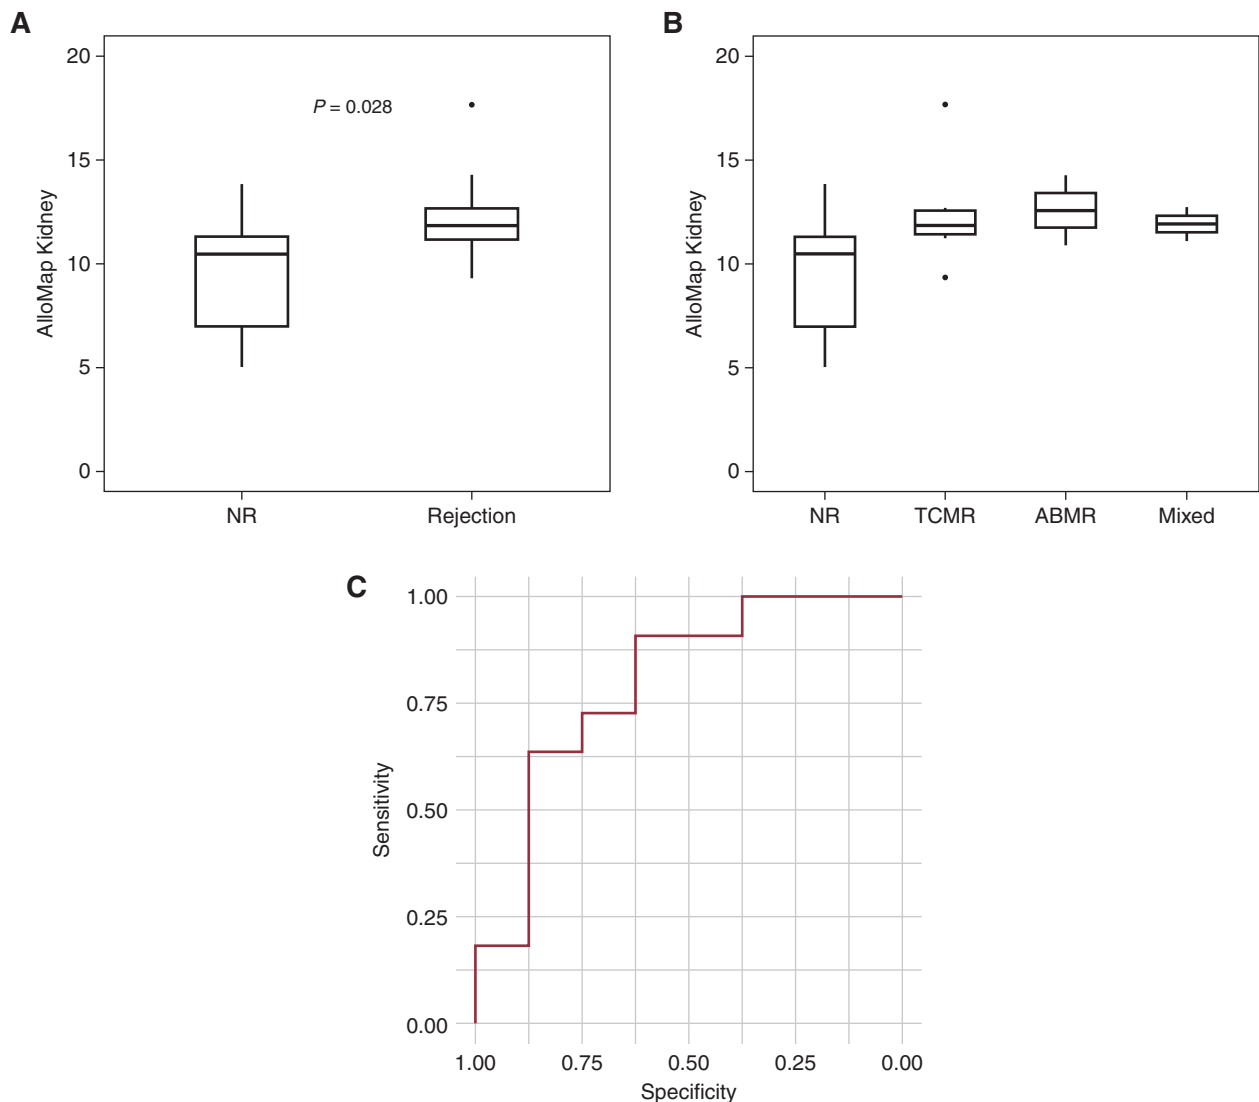 A
20
15
10
5
0
AlloMap Kidney
P = 0.028
NR
Rejection
B
20
15
10
5
0
AlloMap Kidney
NR
TCMR
ABMR
Mixed
C
1.00
0.75
0.50
0.25
0.00
Sensitivity
1.00
0.75
0.50
0.25
0.00
Specificity